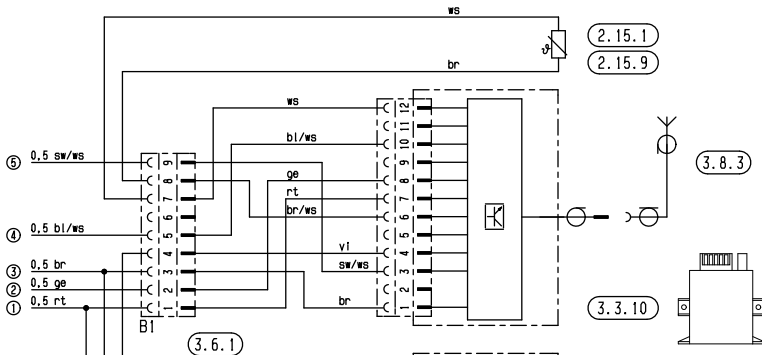 ws
2.15.1
ϑ
2.15.9
br
ws
12
11
bl/ws
10
5 0,5 sw/ws
9
9
3.8.3
8
ge
8
7
rt
7
6
br/ws
6
4 0,5 bl/ws
5
5
4
vi
4
3 0,5 br
3
sw/ws
3
2 0,5 ge
2
2
1 0,5 rt
1
br
1
3.3.10
B1
3.6.1